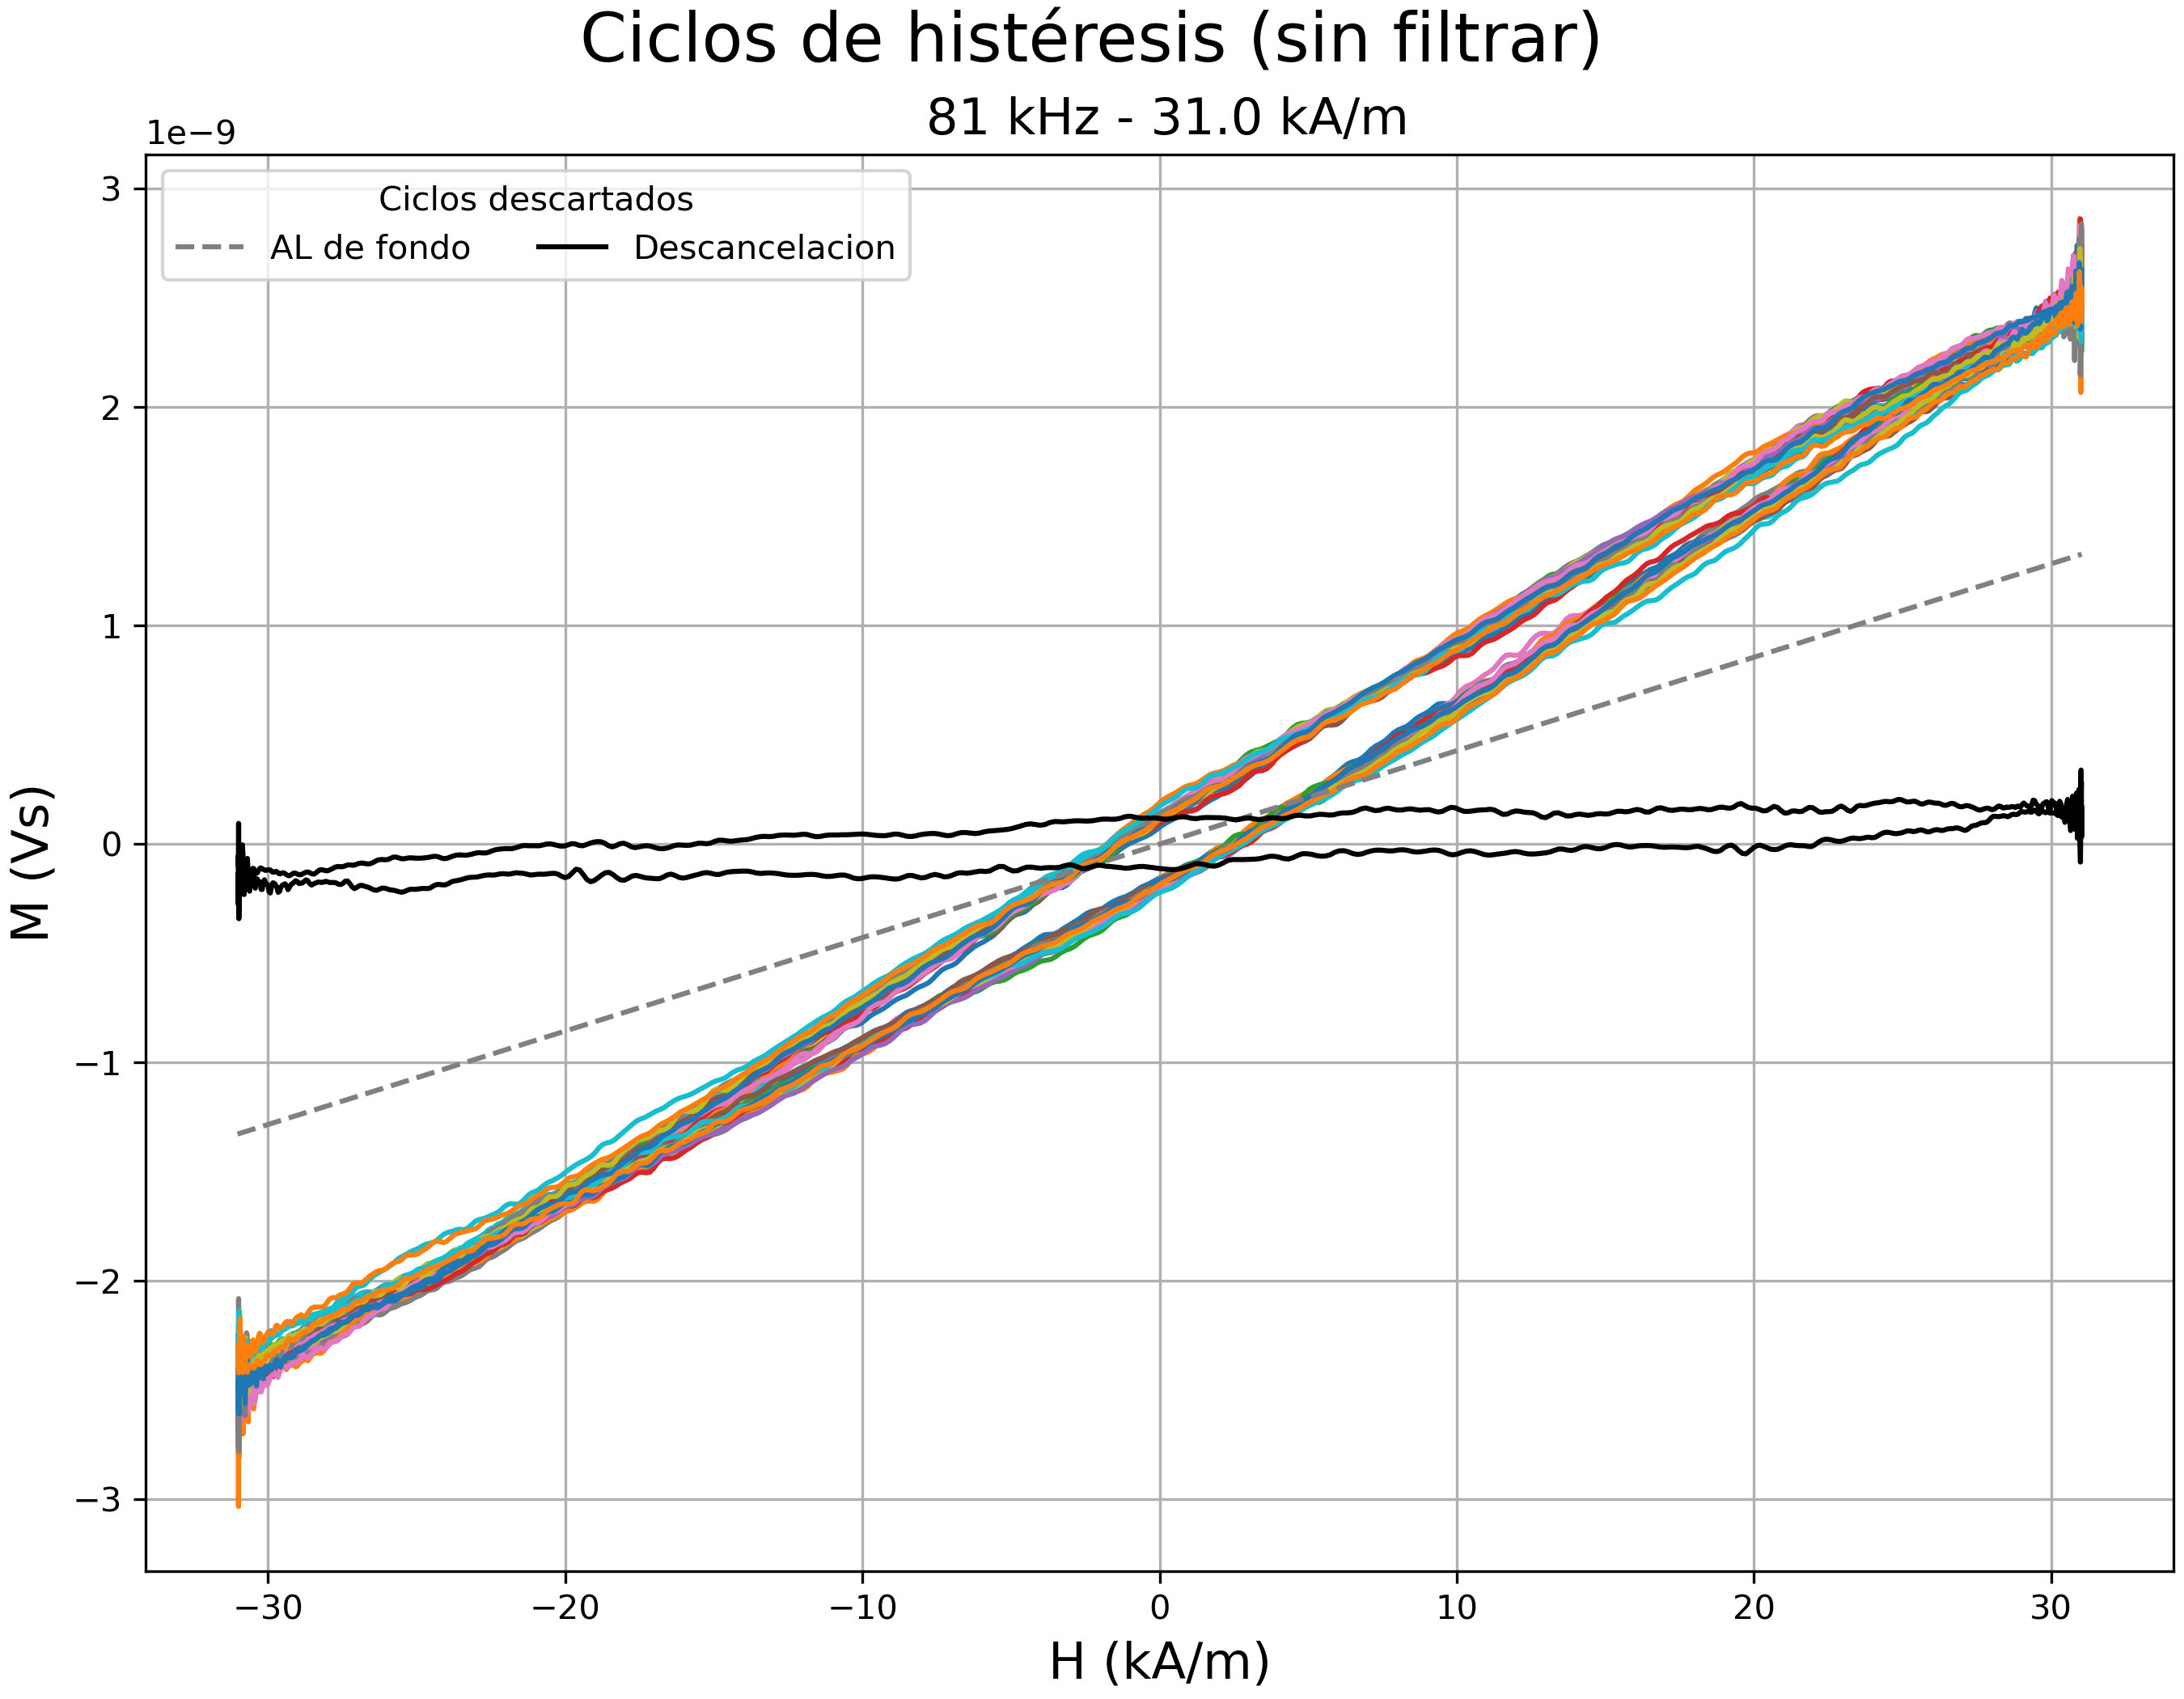 Ciclos de histéresis (sin filtrar)
81 kHz - 31.0 kA/m
1e−9
Ciclos descartados
AL de fondo
Descancelacion
3
2
1
0
−1
−2
−3
M (Vs)
−30
−20
−10
0
10
20
30
H (kA/m)